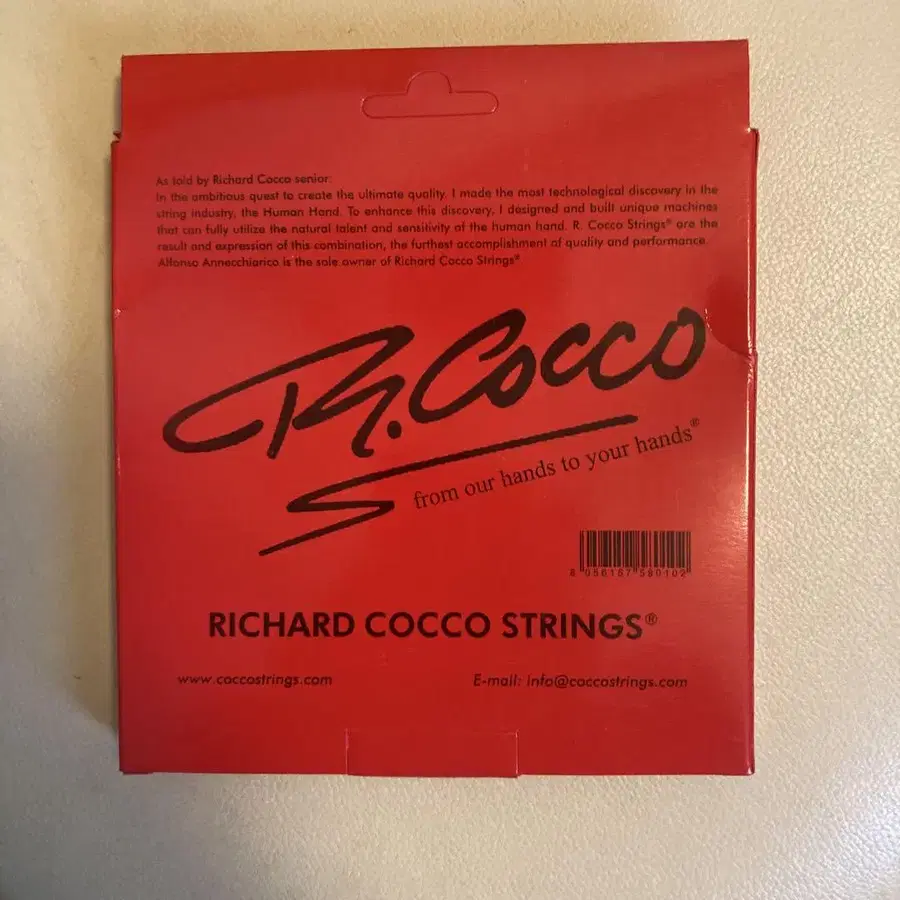 As told by Richard Cocco senior:
In the ambitious quest to create the ultimate quality. I made the most technological discovery in the
string industry, the Human Hand. To enhance this discovery, I designed and built unique machines
that can fully utilize the natural talent and sensitivity of the human hand. R. Cocco Strings® are the
result and expression of this combination, the furthest accomplishment of quality and performance.
Alfonso Annecchiarico is the sole owner of Richard Cocco Strings®
R. Cocco
from our hands to your hands®
8 056187 580102
RICHARD COCCO STRINGS®
www.coccostrings.com
E-mail: info@coccostrings.com